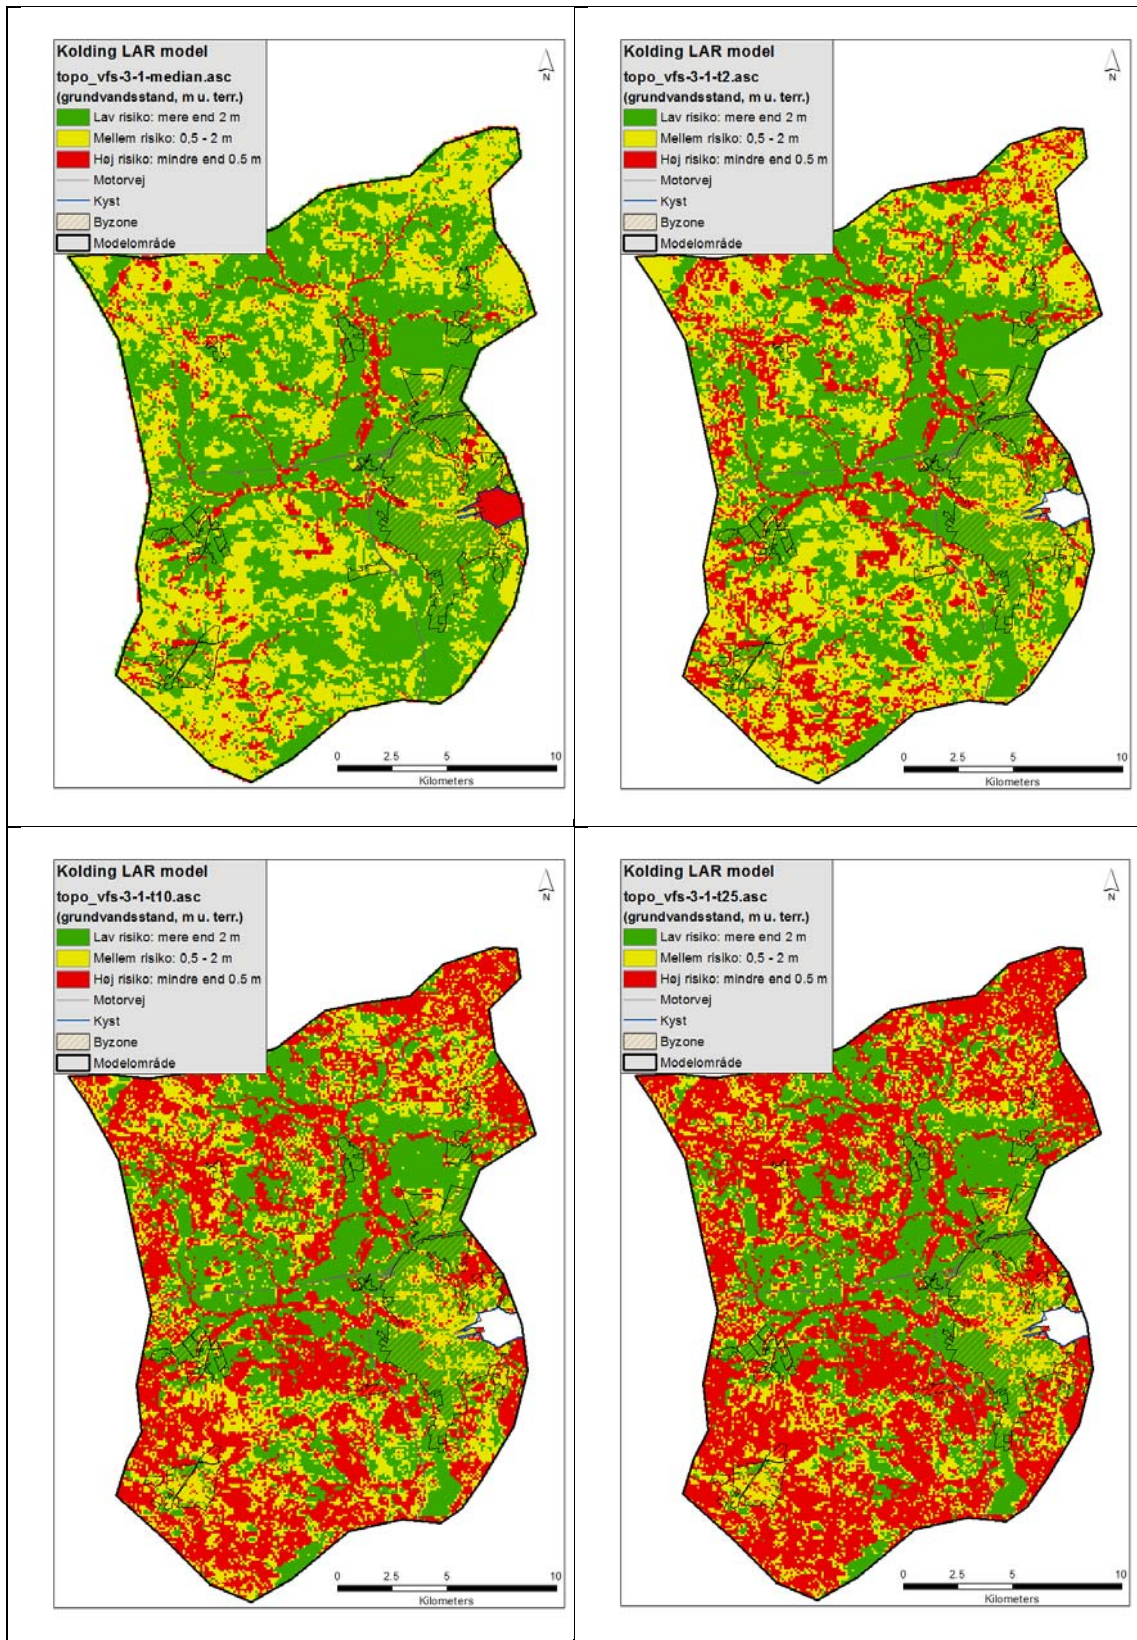 Kolding LAR model
topo_vfs-3-1-median.asc
(grundvandsstand, m u. terr.)
Lav risiko: mere end 2 m
Mellem risiko: 0,5 - 2 m
Høj risiko: mindre end 0.5 m
Motorvej
Kyst
Byzone
Modelområde
N
0 2.5 5 10
Kilometers
Kolding LAR model
topo_vfs-3-1-t2.asc
(grundvandsstand, m u. terr.)
Lav risiko: mere end 2 m
Mellem risiko: 0,5 - 2 m
Høj risiko: mindre end 0.5 m
Motorvej
Kyst
Byzone
Modelområde
N
0 2.5 5 10
Kilometers
Kolding LAR model
topo_vfs-3-1-t10.asc
(grundvandsstand, m u. terr.)
Lav risiko: mere end 2 m
Mellem risiko: 0,5 - 2 m
Høj risiko: mindre end 0.5 m
Motorvej
Kyst
Byzone
Modelområde
N
0 2.5 5 10
Kilometers
Kolding LAR model
topo_vfs-3-1-t25.asc
(grundvandsstand, m u. terr.)
Lav risiko: mere end 2 m
Mellem risiko: 0,5 - 2 m
Høj risiko: mindre end 0.5 m
Motorvej
Kyst
Byzone
Modelområde
N
0 2.5 5 10
Kilometers